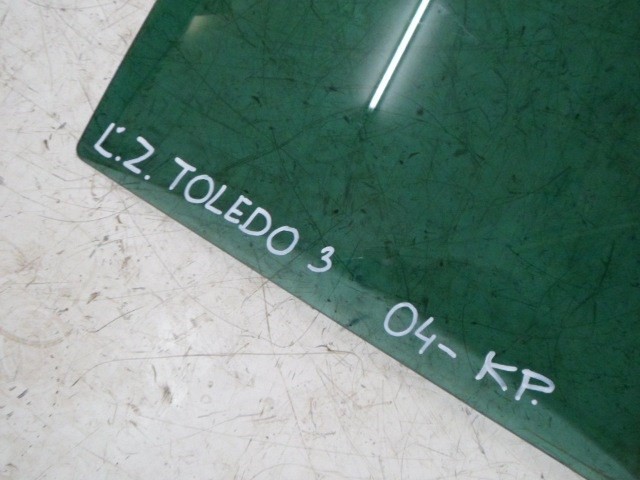 Ľ.Z. TOLEDO 3 04- KP.